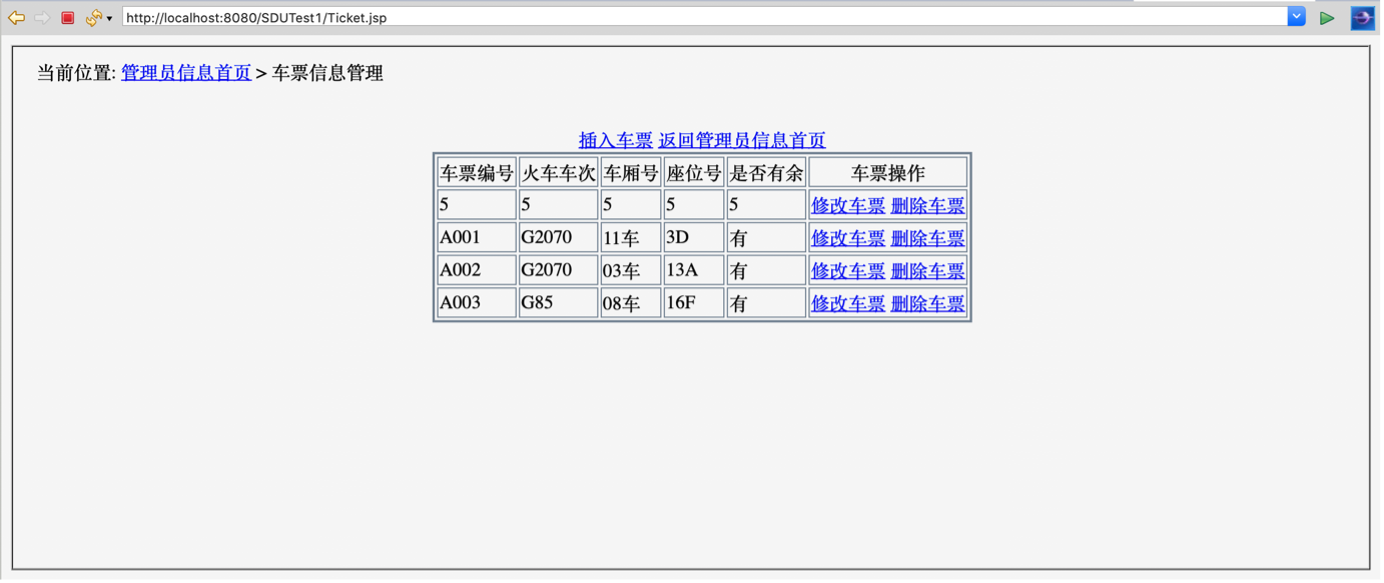 http://localhost:8080/SDUTest1/Ticket.jsp
当前位置: 管理员信息首页 > 车票信息管理
插入车票 返回管理员信息首页
车票编号 火车车次 车厢号 座位号 是否有余 车票操作
5 5 5 5 5 修改车票 删除车票
A001 G2070 11车 3D 有 修改车票 删除车票
A002 G2070 03车 13A 有 修改车票 删除车票
A003 G85 08车 16F 有 修改车票 删除车票